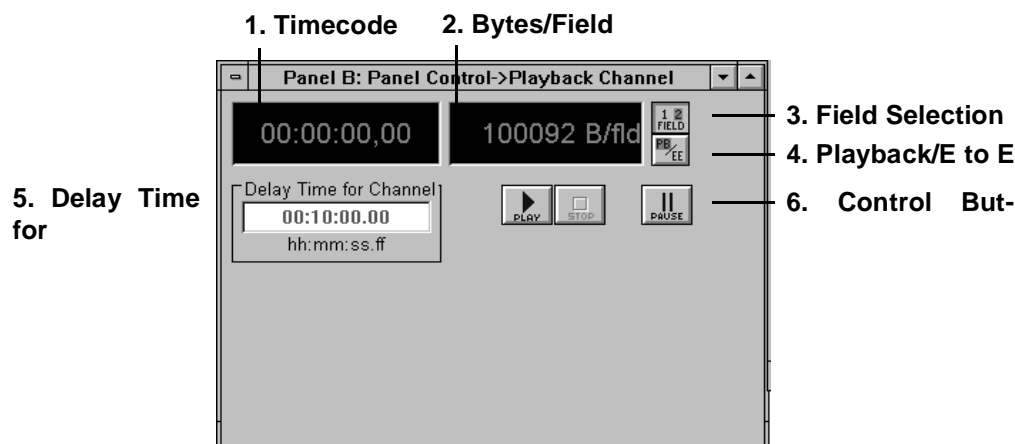 1. Timecode
2. Bytes/Field
Panel B: Panel Control->Playback Channel
00:00:00,00
100092 B/fld
1 2
FIELD
3. Field Selection
PB/EE
4. Playback/E to E
5. Delay Time
for
Delay Time for Channel
00:10:00.00
hh:mm:ss.ff
PLAY
STOP
PAUSE
6. Control But-